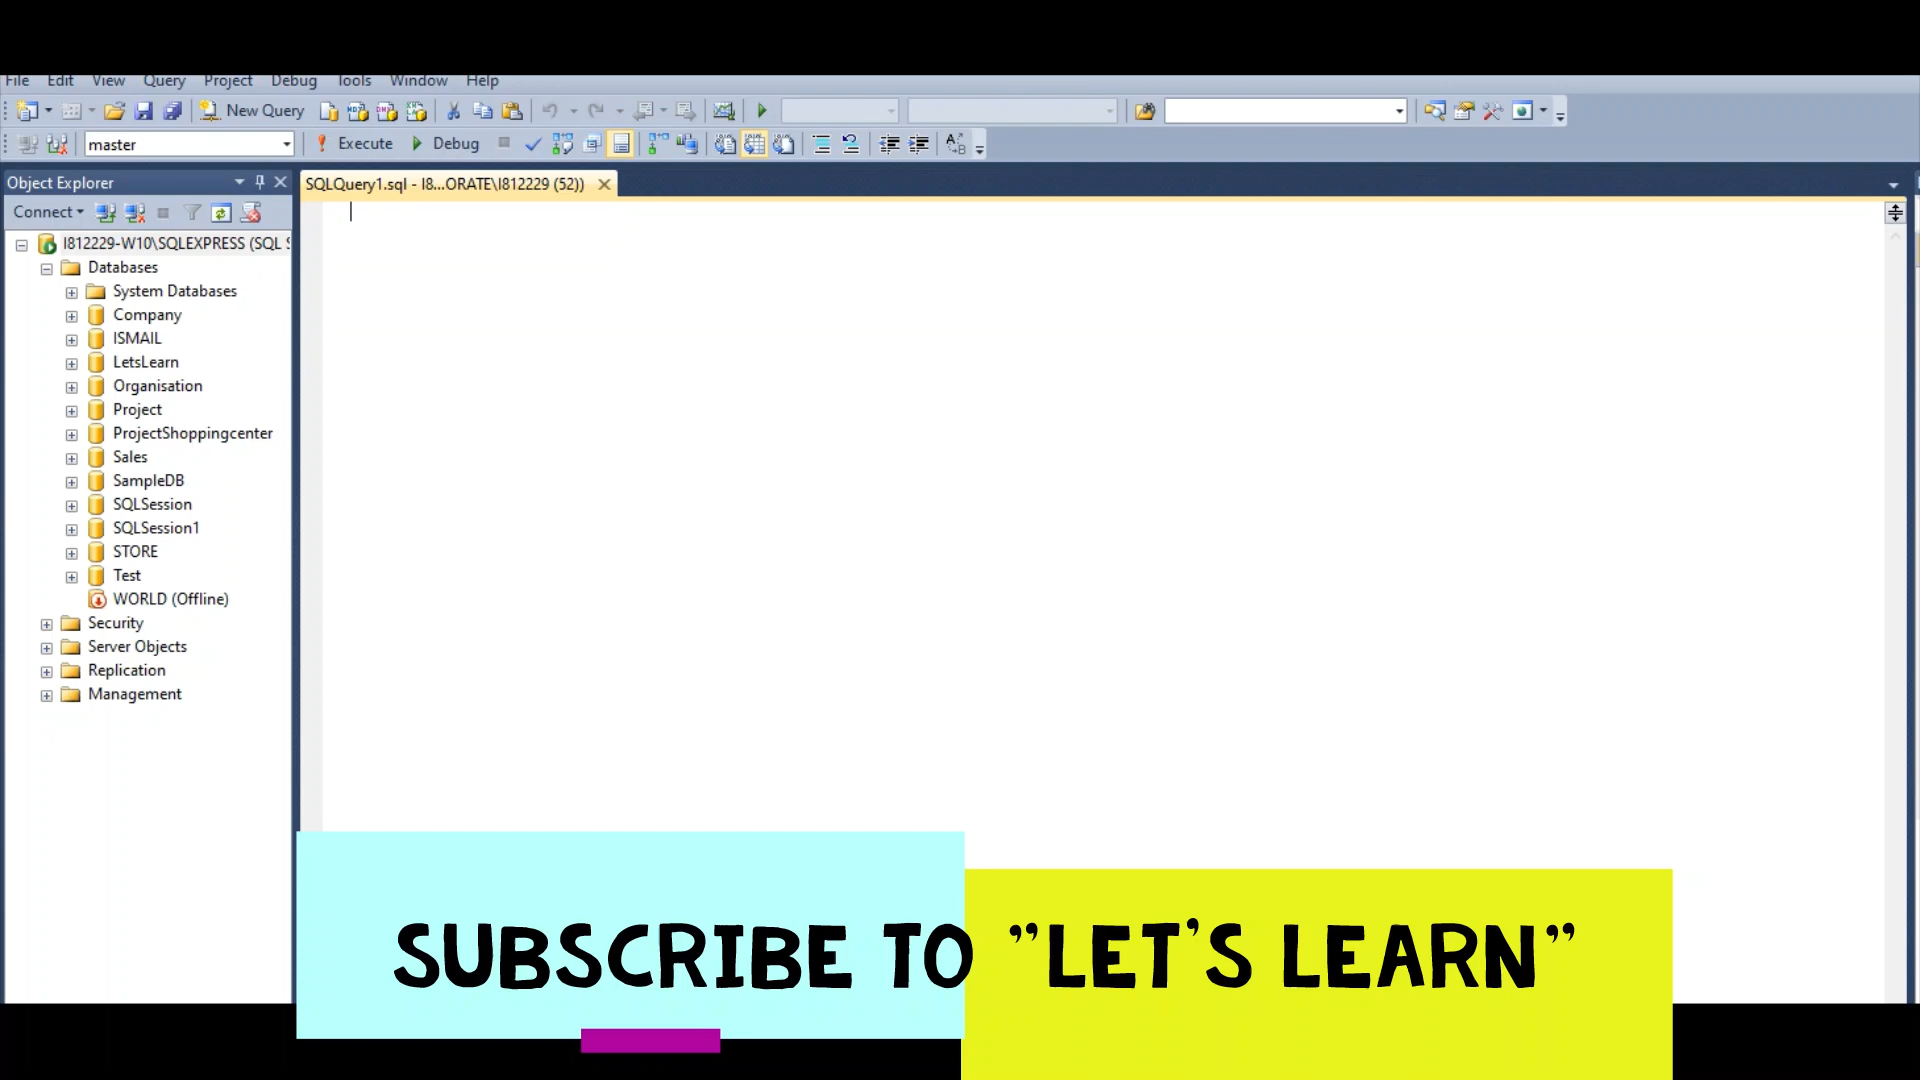 File Edit View Query Project Debug Tools Window Help
New Query
master Execute Debug
Object Explorer
SQLQuery1.sql - I8...ORATE\I812229 (52))
Connect
I812229-W10\SQLEXPRESS (SQL S
Databases
System Databases
Company
ISMAIL
LetsLearn
Organisation
Project
ProjectShoppingcenter
Sales
SampleDB
SQLSession
SQLSession1
STORE
Test
WORLD (Offline)
Security
Server Objects
Replication
Management
SUBSCRIBE TO "LET'S LEARN"